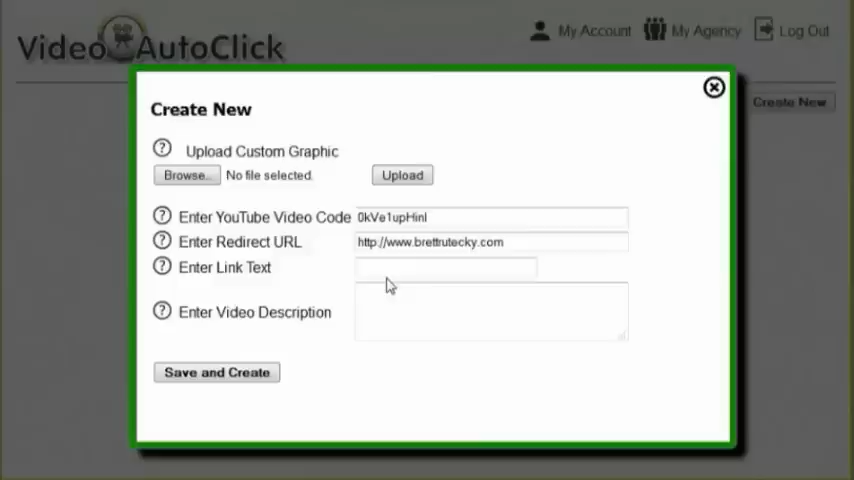 Video AutoClick
My Account My Agency Log Out
Create New
Create New
? Upload Custom Graphic
Browse.. No file selected. Upload
? Enter YouTube Video Code 0kVe1upHinI
? Enter Redirect URL http://www.brettrutecky.com
? Enter Link Text
? Enter Video Description
Save and Create